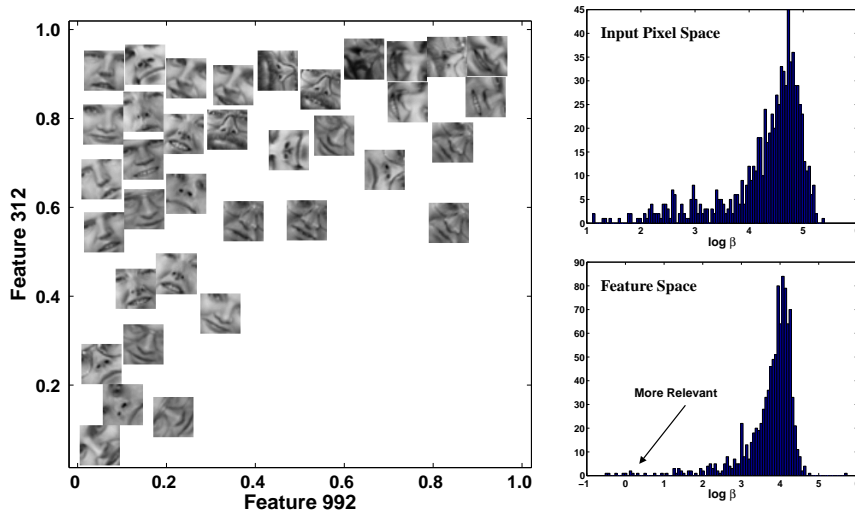 1.0
0.8
0.6
0.4
0.2
Feature 312
0 0.2 0.4 0.6 0.8 1.0
Feature 992
Input Pixel Space
45
40
35
30
25
20
15
10
5
0
1 2 3 4 5 6
log β
Feature Space
90
80
70
60
50
40
30
20
10
0
More Relevant
−1 0 1 2 3 4 5 6
log β